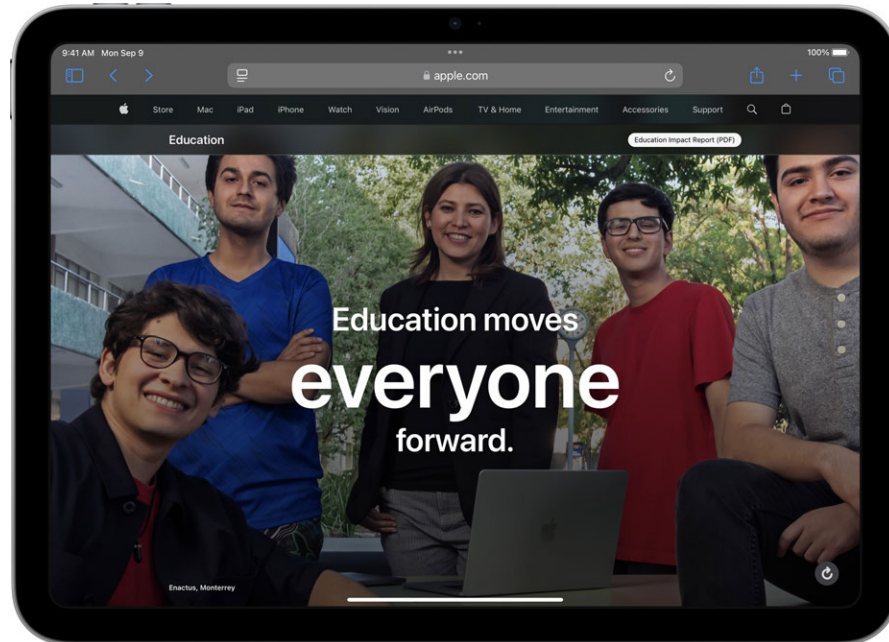 9:41 AM Mon Sep 9
100%
apple.com
Store Mac iPad iPhone Watch Vision AirPods TV & Home Entertainment Accessories Support
Education
Education Impact Report (PDF)
Education moves
everyone
forward.
Enactus, Monterrey